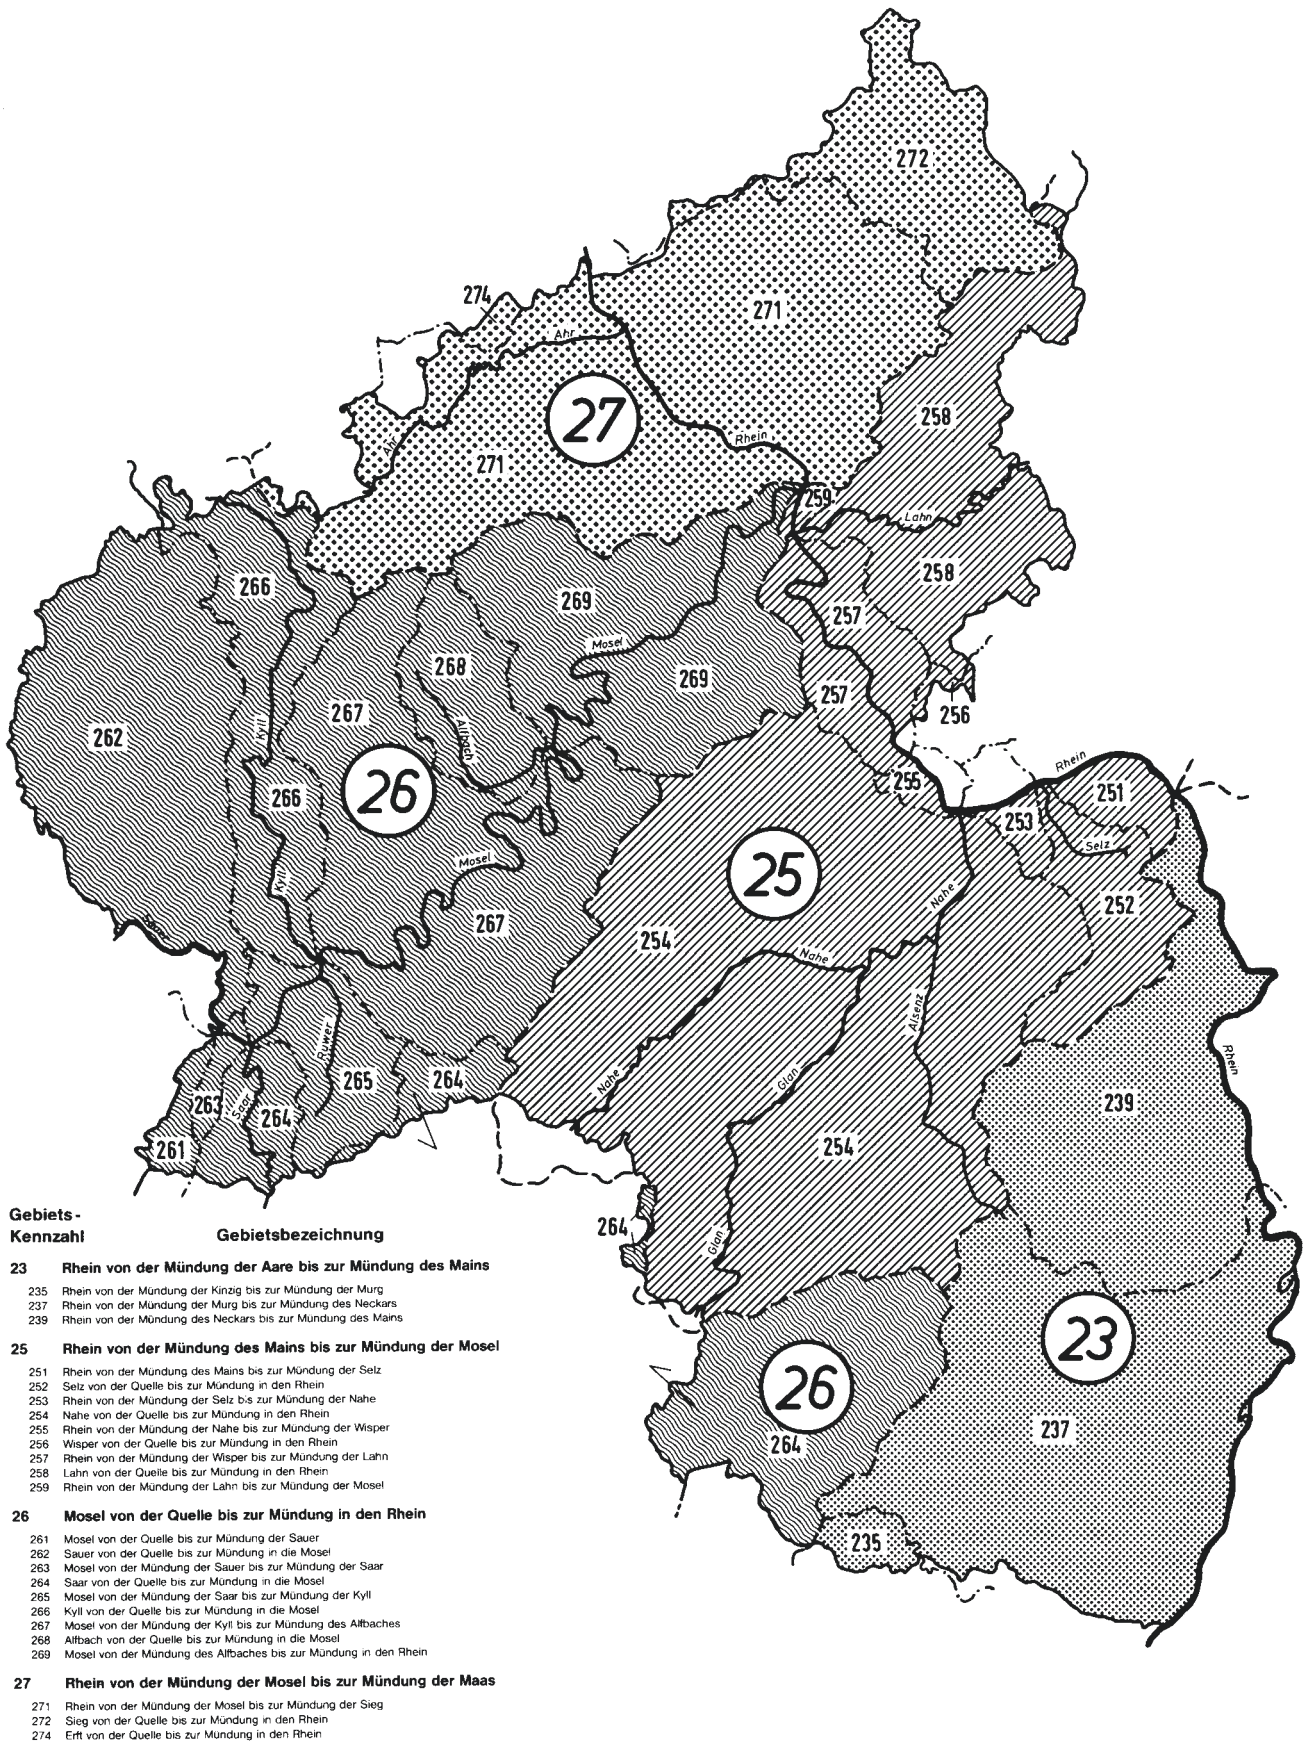 272
274
271
Ahr
27
258
Ahr
Rhein
271
259
Lahn
266
258
269
257
Mosel
268
269
257
262
267
Kyll
Alfbach
256
26
266
255
Rhein
251
253
Selz
25
Mosel
Kyll
Nahe
252
267
254
Sauer
Nahe
Alsenz
Ruwer
Rhein
265
264
Nahe
Glan
239
263
Saar
264
254
261
264
Glan
23
26
237
264
235
Gebiets-
Kennzahl Gebietsbezeichnung
23 Rhein von der Mündung der Aare bis zur Mündung des Mains
235 Rhein von der Mündung der Kinzig bis zur Mündung der Murg
237 Rhein von der Mündung der Murg bis zur Mündung des Neckars
239 Rhein von der Mündung des Neckars bis zur Mündung des Mains
25 Rhein von der Mündung des Mains bis zur Mündung der Mosel
251 Rhein von der Mündung des Mains bis zur Mündung der Selz
252 Selz von der Quelle bis zur Mündung in den Rhein
253 Rhein von der Mündung der Selz bis zur Mündung der Nahe
254 Nahe von der Quelle bis zur Mündung in den Rhein
255 Rhein von der Mündung der Nahe bis zur Mündung der Wisper
256 Wisper von der Quelle bis zur Mündung in den Rhein
257 Rhein von der Mündung der Wisper bis zur Mündung der Lahn
258 Lahn von der Quelle bis zur Mündung in den Rhein
259 Rhein von der Mündung der Lahn bis zur Mündung der Mosel
26 Mosel von der Quelle bis zur Mündung in den Rhein
261 Mosel von der Quelle bis zur Mündung der Sauer
262 Sauer von der Quelle bis zur Mündung in die Mosel
263 Mosel von der Mündung der Sauer bis zur Mündung der Saar
264 Saar von der Quelle bis zur Mündung in die Mosel
265 Mosel von der Mündung der Saar bis zur Mündung der Kyll
266 Kyll von der Quelle bis zur Mündung in die Mosel
267 Mosel von der Mündung der Kyll bis zur Mündung des Alfbaches
268 Alfbach von der Quelle bis zur Mündung in die Mosel
269 Mosel von der Mündung des Alfbaches bis zur Mündung in den Rhein
27 Rhein von der Mündung der Mosel bis zur Mündung der Maas
271 Rhein von der Mündung der Mosel bis zur Mündung der Sieg
272 Sieg von der Quelle bis zur Mündung in den Rhein
274 Erft von der Quelle bis zur Mündung in den Rhein